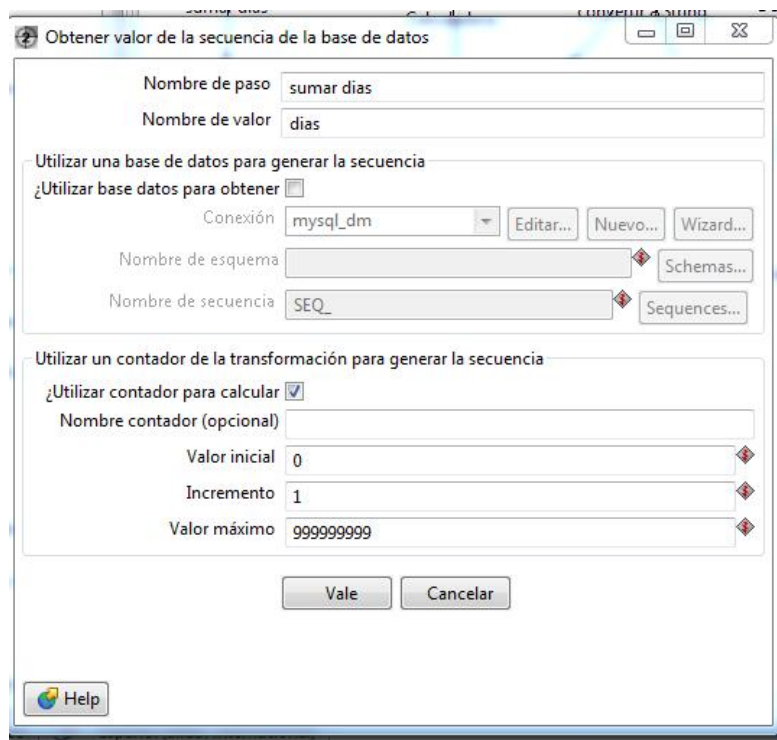 Obtener valor de la secuencia de la base de datos
Nombre de paso sumar dias
Nombre de valor dias
Utilizar una base de datos para generar la secuencia
¿Utilizar base datos para obtener
Conexión mysql_dm Editar... Nuevo... Wizard...
Nombre de esquema Schemas...
Nombre de secuencia SEQ_ Sequences...
Utilizar un contador de la transformación para generar la secuencia
¿Utilizar contador para calcular
Nombre contador (opcional)
Valor inicial 0
Incremento 1
Valor máximo 999999999
Vale Cancelar
Help